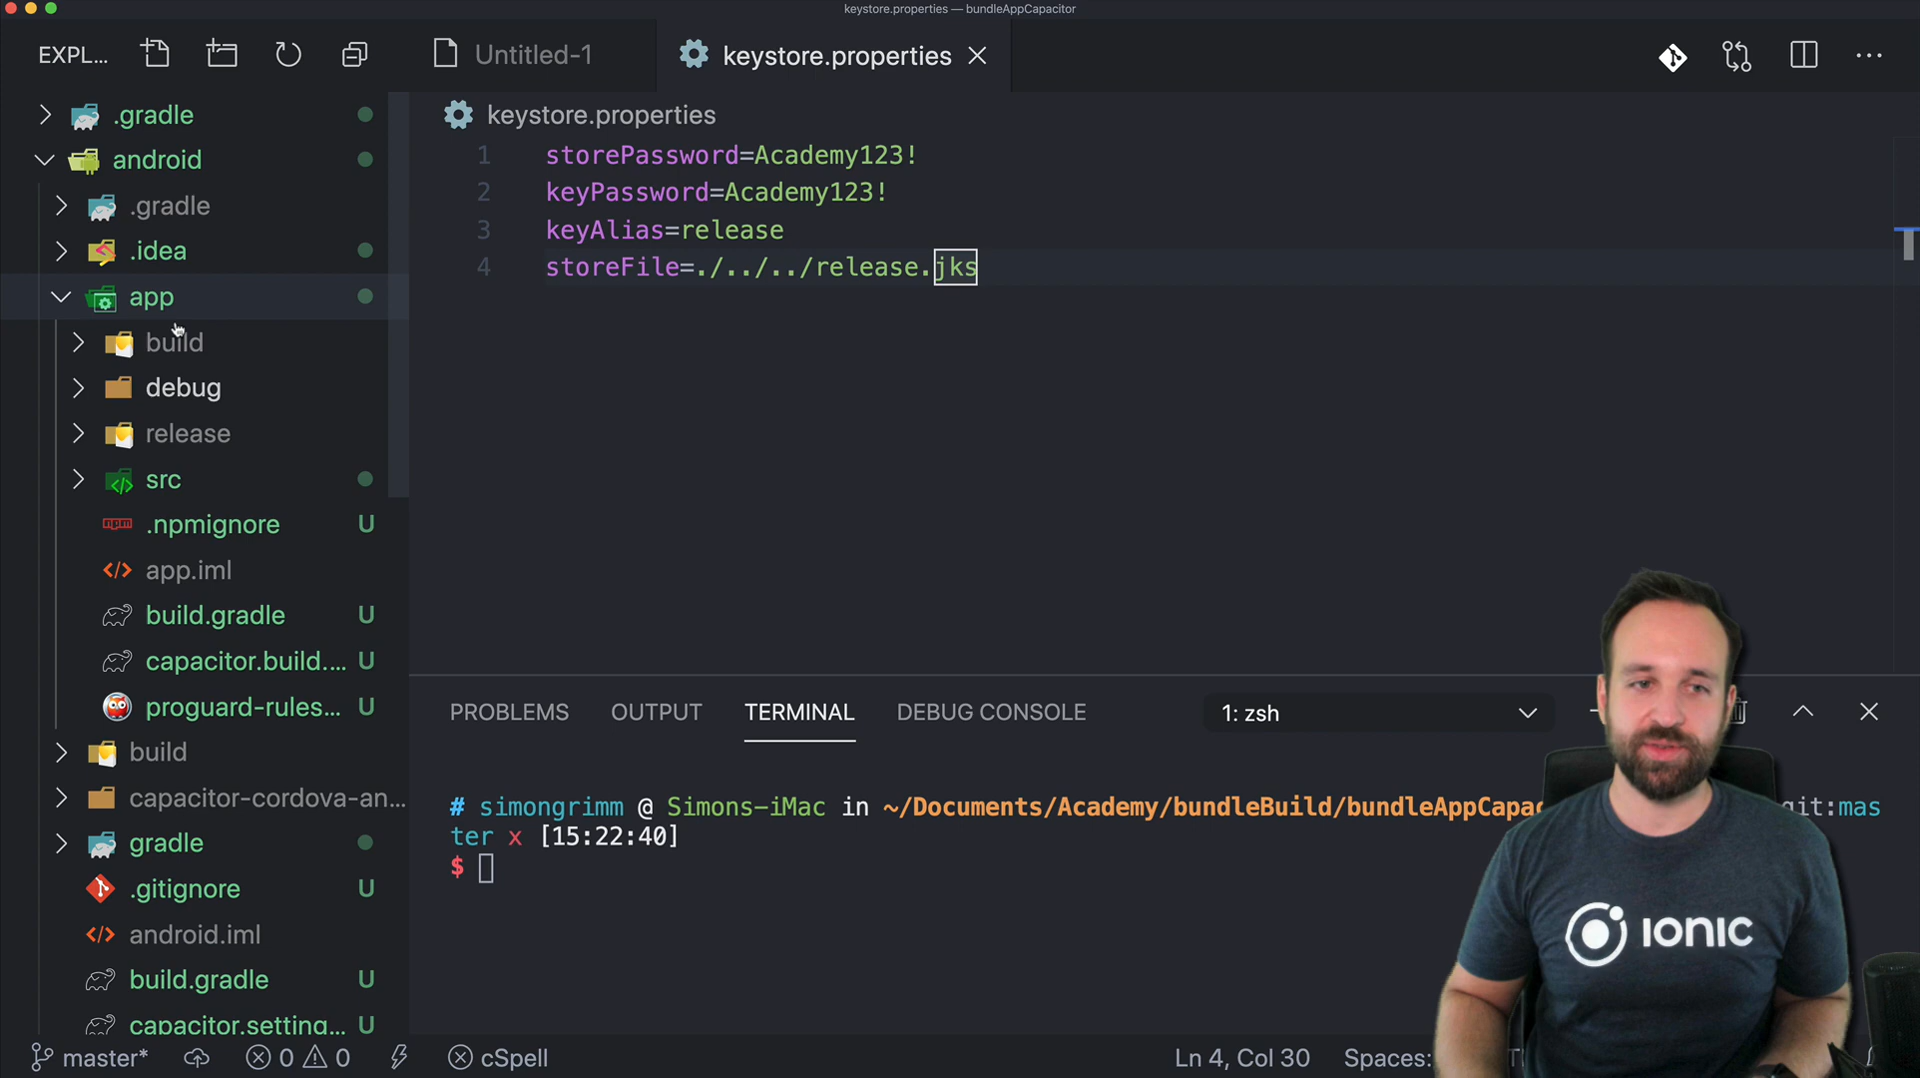 keystore.properties — bundleAppCapacitor
EXPL...
Untitled-1
keystore.properties
.gradle
android
.gradle
.idea
app
build
debug
release
src
.npmignore U
app.iml
build.gradle U
capacitor.build.... U
proguard-rules... U
build
capacitor-cordova-an...
gradle
.gitignore U
android.iml
build.gradle U
capacitor.setting... U
keystore.properties
1 storePassword=Academy123!
2 keyPassword=Academy123!
3 keyAlias=release
4 storeFile=./../../release.jks
PROBLEMS OUTPUT TERMINAL DEBUG CONSOLE 1: zsh
# simongrimm @ Simons-iMac in ~/Documents/Academy/bundleBuild/bundleAppCapac git:mas
ter x [15:22:40]
$
IONIC
master* 0 0 cSpell Ln 4, Col 30 Spaces: